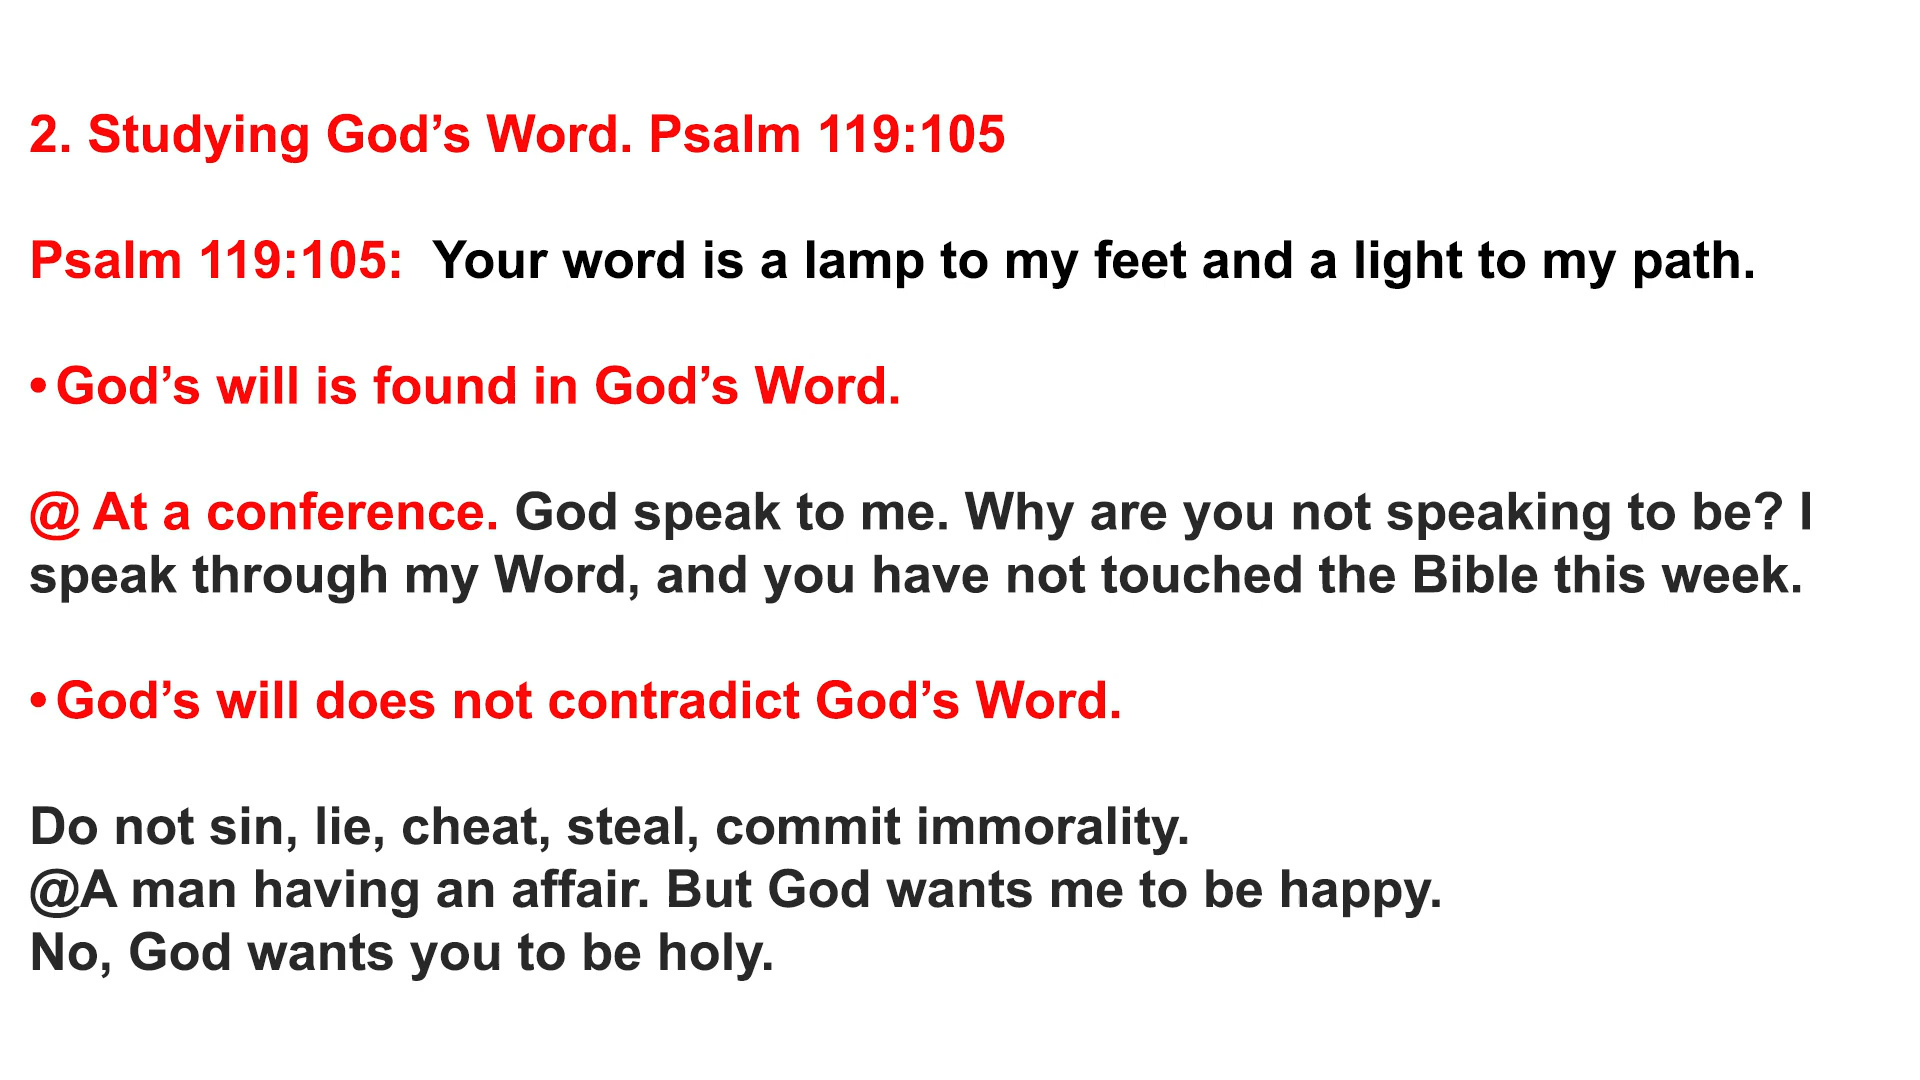 2. Studying God’s Word. Psalm 119:105
Psalm 119:105:  Your word is a lamp to my feet and a light to my path.
•God’s will is found in God’s Word.
@ At a conference. God speak to me. Why are you not speaking to be? I
speak through my Word, and you have not touched the Bible this week.
•God’s will does not contradict God’s Word.
Do not sin, lie, cheat, steal, commit immorality.
@A man having an affair. But God wants me to be happy.
No, God wants you to be holy.